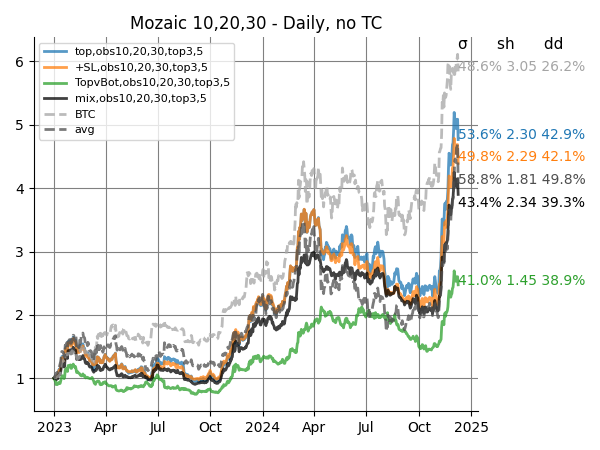 Mozaic 10,20,30 - Daily, no TC
σ sh dd
top,obs10,20,30,top3,5
+SL,obs10,20,30,top3,5
TopvBot,obs10,20,30,top3,5
mix,obs10,20,30,top3,5
BTC
avg
48.6% 3.05 26.2%
53.6% 2.30 42.9%
49.8% 2.29 42.1%
58.8% 1.81 49.8%
43.4% 2.34 39.3%
41.0% 1.45 38.9%
6
5
4
3
2
1
2023 Apr Jul Oct 2024 Apr Jul Oct 2025